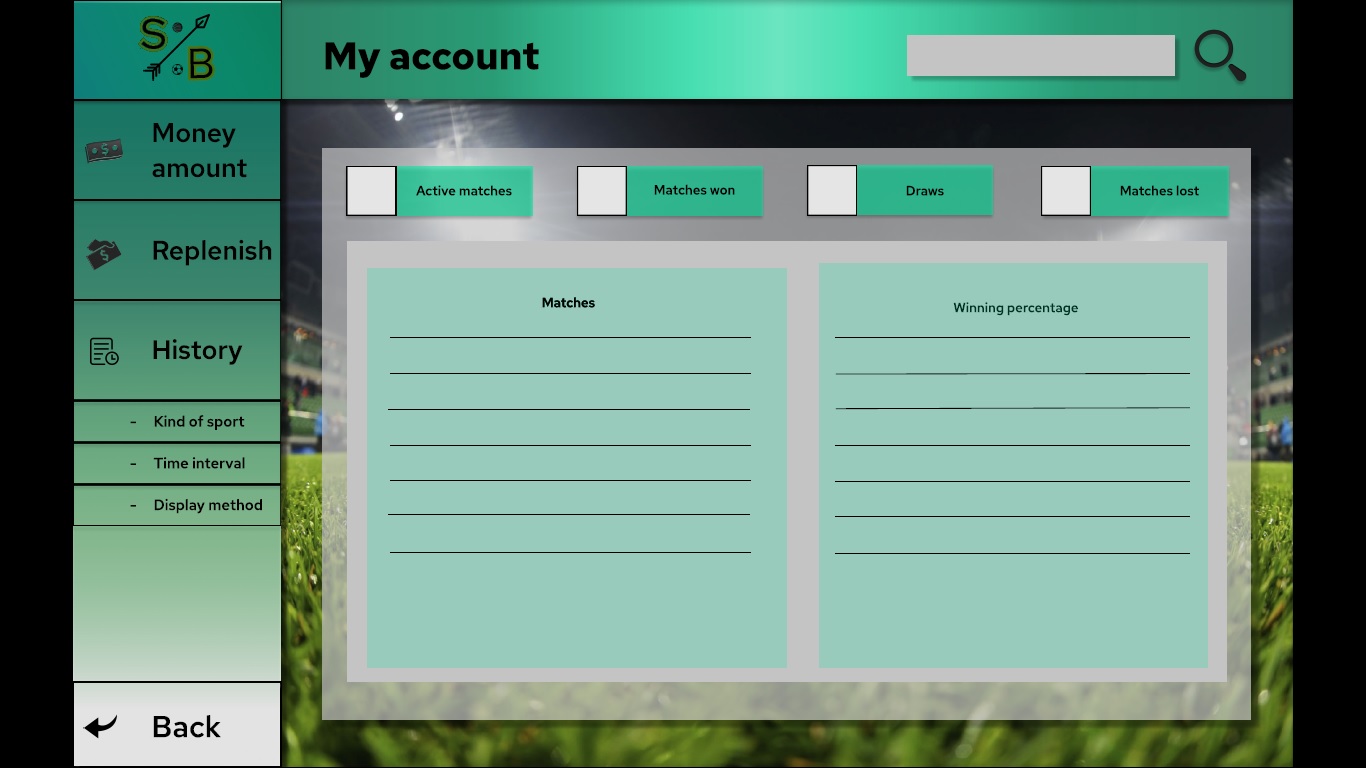 S
B
My account
Money
amount
Replenish
History
- Kind of sport
- Time interval
- Display method
Back
Active matches
Matches won
Draws
Matches lost
Matches
Winning percentage